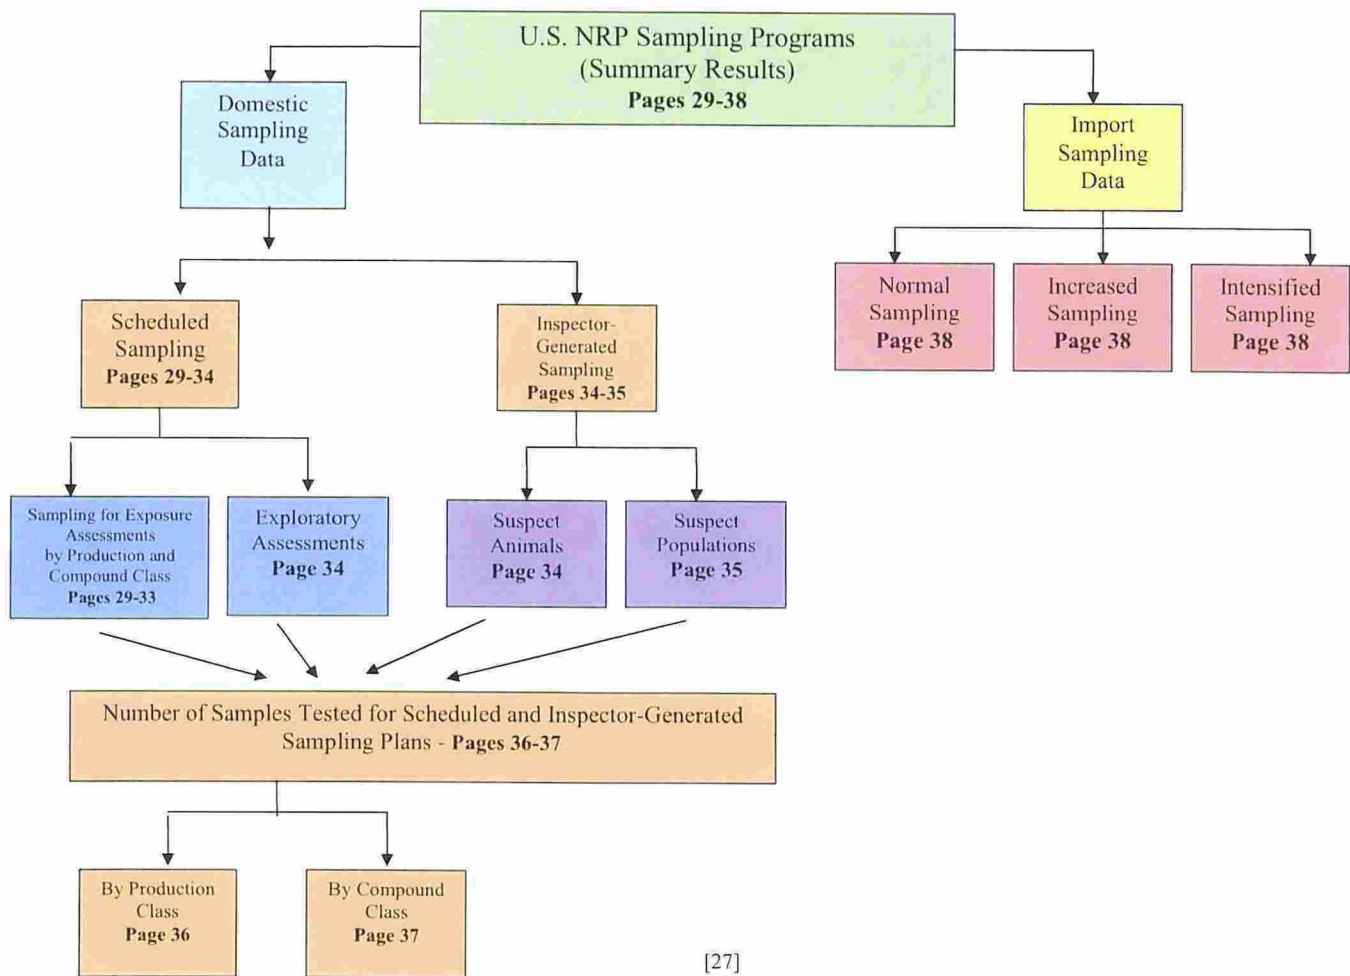 U.S. NRP Sampling Programs
(Summary Results)
Pages 29-38
Domestic
Sampling
Data
Import
Sampling
Data
Normal
Sampling
Page 38
Increased
Sampling
Page 38
Intensified
Sampling
Page 38
Scheduled
Sampling
Pages 29-34
Inspector-
Generated
Sampling
Pages 34-35
Sampling for Exposure
Assessments
by Production and
Compound Class
Pages 29-33
Exploratory
Assessments
Page 34
Suspect
Animals
Page 34
Suspect
Populations
Page 35
Number of Samples Tested for Scheduled and Inspector-Generated
Sampling Plans - Pages 36-37
By Production
Class
Page 36
By Compound
Class
Page 37
[27]